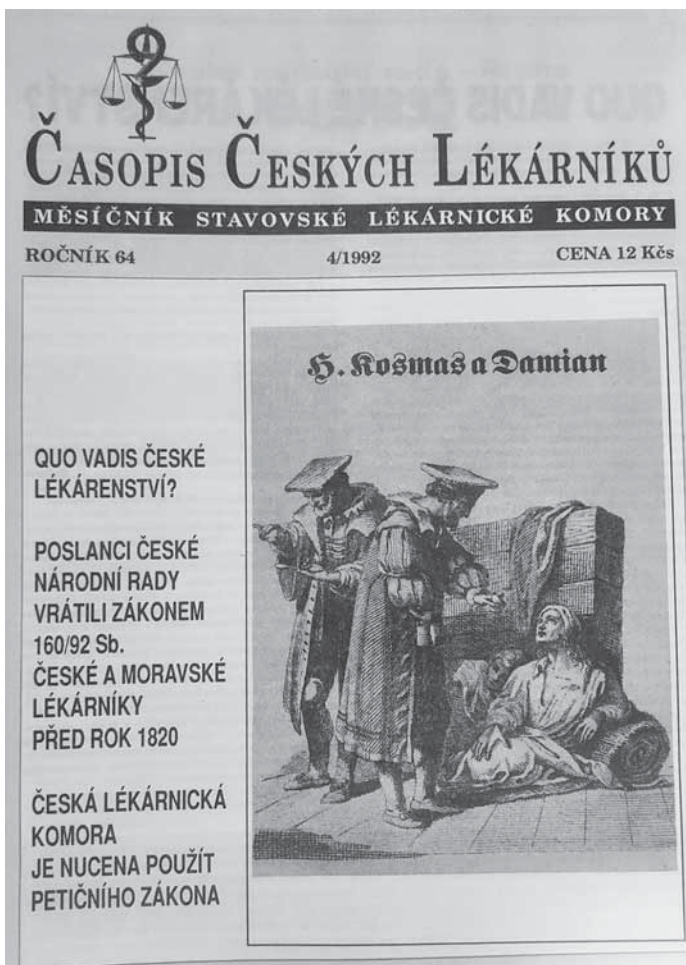 ČASOPIS ČESKÝCH LÉKÁRNÍKŮ
MĚSÍČNÍK STAVOVSKÉ LÉKÁRNICKÉ KOMORY
ROČNÍK 64 4/1992 CENA 12 Kčs
H. Kosmas a Damian
QUO VADIS ČESKÉ
LÉKÁRENSTVÍ?
POSLANCI ČESKÉ
NÁRODNÍ RADY
VRÁTILI ZÁKONEM
160/92 Sb.
ČESKÉ A MORAVSKÉ
LÉKÁRNÍKY
PŘED ROK 1820
ČESKÁ LÉKÁRNICKÁ
KOMORA
JE NUCENA POUŽÍT
PETIČNÍHO ZÁKONA